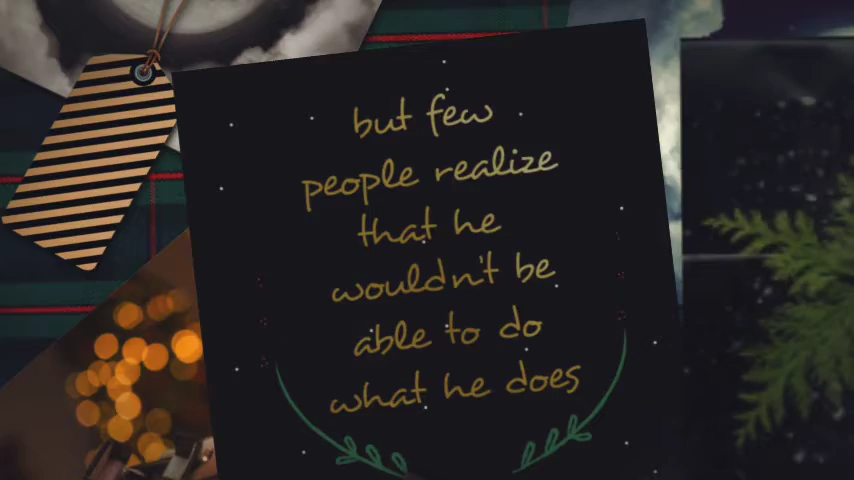 but few
people realize
that he
wouldn't be
able to do
what he does